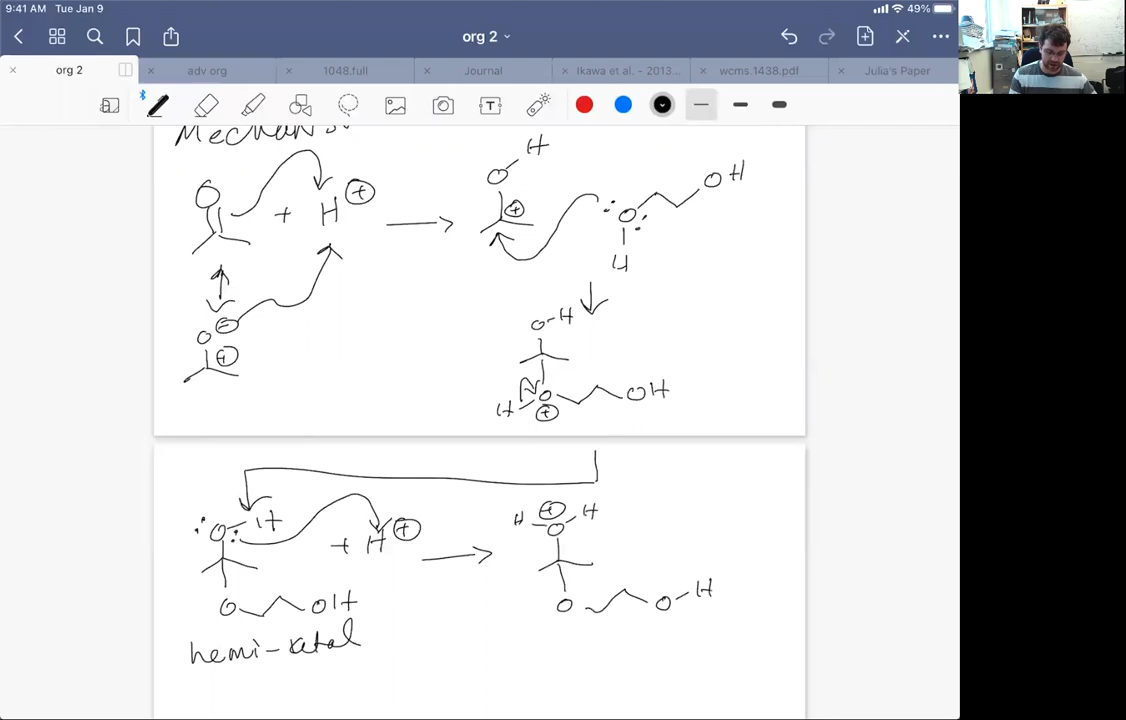 9:41 AM Tue Jan 9
49%
org 2
org 2
adv org
1048.full
Journal
Ikawa et al. - 2013...
wcms.1438.pdf
Julia's Paper
T
O + H ⊕
O H
⊕
O H
O
H
O ⊖
⊕
O-H
H O OH
⊕
O H + H ⊕
H O H
⊕
O OH
O O-H
hemi-ketal